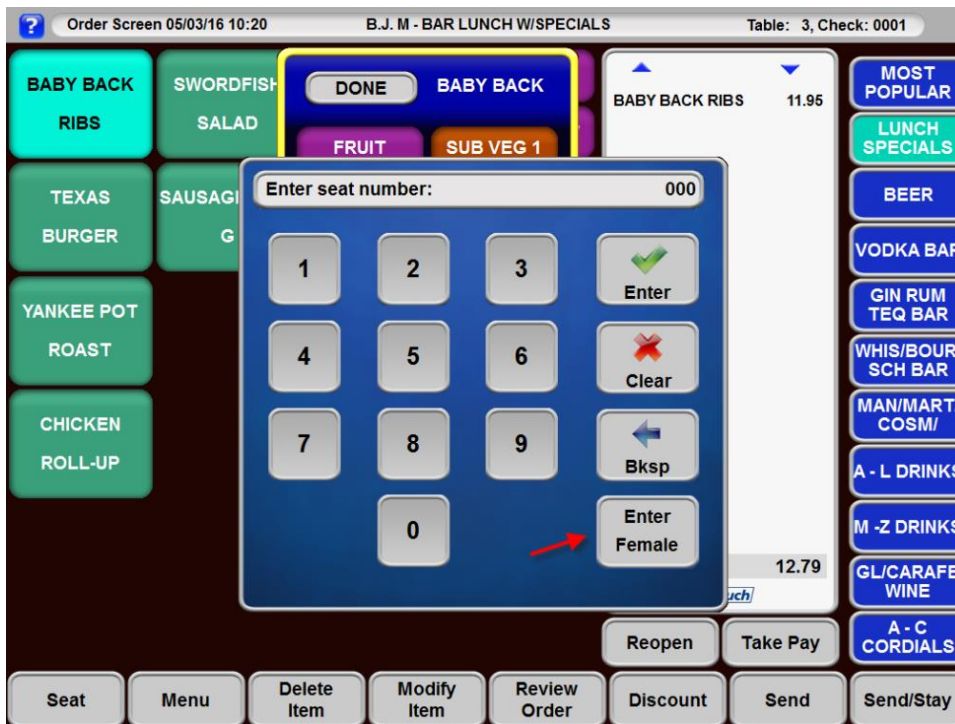 ? Order Screen 05/03/16 10:20 B.J. M - BAR LUNCH W/SPECIALS Table: 3, Check: 0001
BABY BACK
RIBS
SWORDFISH
SALAD
DONE BABY BACK
FRUIT SUB VEG 1
BABY BACK RIBS 11.95
MOST
POPULAR
LUNCH
SPECIALS
TEXAS
BURGER
SAUSAG
G
Enter seat number: 000
1 2 3 Enter
4 5 6 Clear
7 8 9 Bksp
0 Enter
Female
BEER
VODKA BAR
GIN RUM
TEQ BAR
YANKEE POT
ROAST
WHIS/BOUR
SCH BAR
CHICKEN
ROLL-UP
MAN/MART
COSM/
A - L DRINKS
M -Z DRINKS
12.79
uch
GL/CARAFE
WINE
Reopen Take Pay
A - C
CORDIALS
Seat Menu Delete
Item Modify
Item Review
Order Discount Send Send/Stay